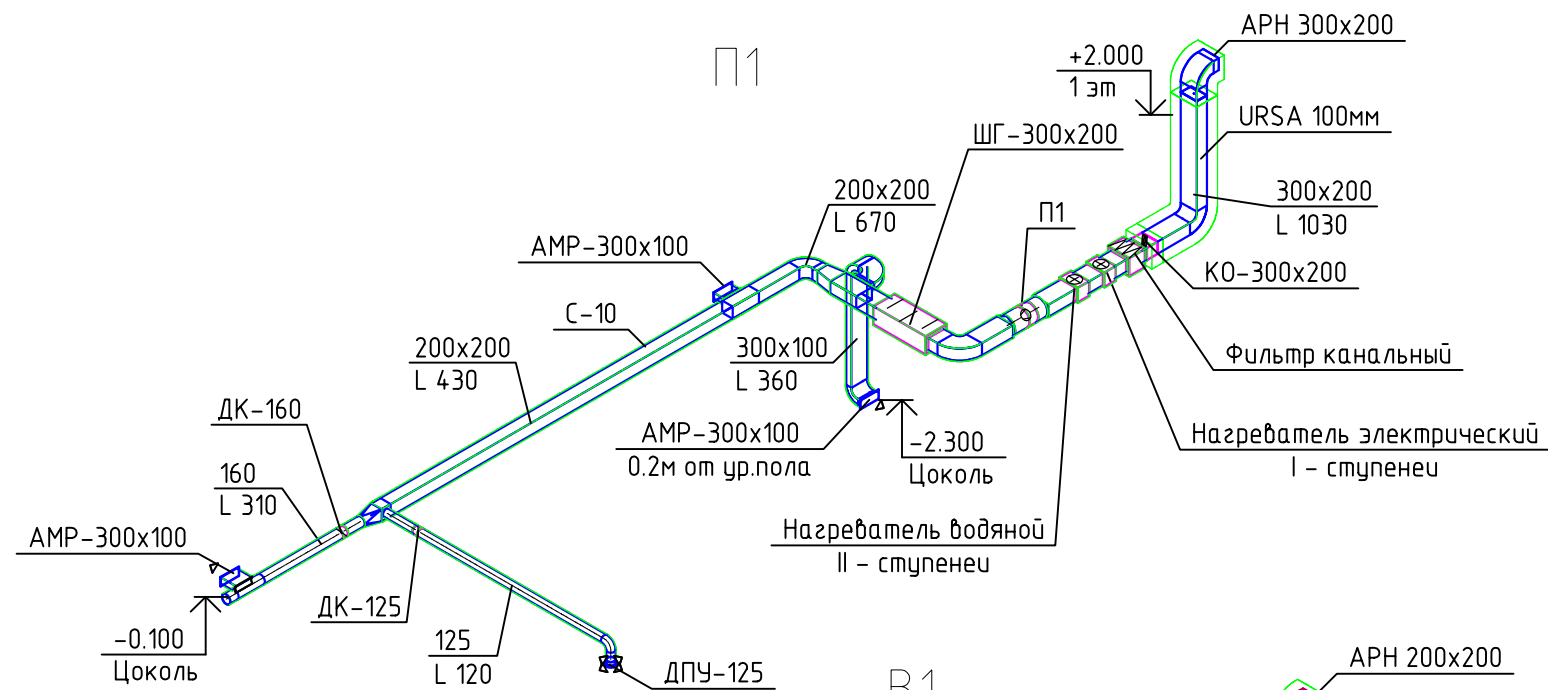 АРН 300х200
П1
+2.000
1 эт
URSA 100мм
ШГ-300х200
200х200
L 670
300х200
L 1030
П1
АМР-300х100
КО-300х200
С-10
200х200
L 430
300х100
L 360
Фильтр канальный
ДК-160
АМР-300х100
0.2м от ур.пола
-2.300
Цоколь
Нагреватель электрический
I - ступенеи
160
L 310
АМР-300х100
Нагреватель водяной
II - ступенеи
ДК-125
-0.100
Цоколь
125
L 120
ДПУ-125
В1
АРН 200х200